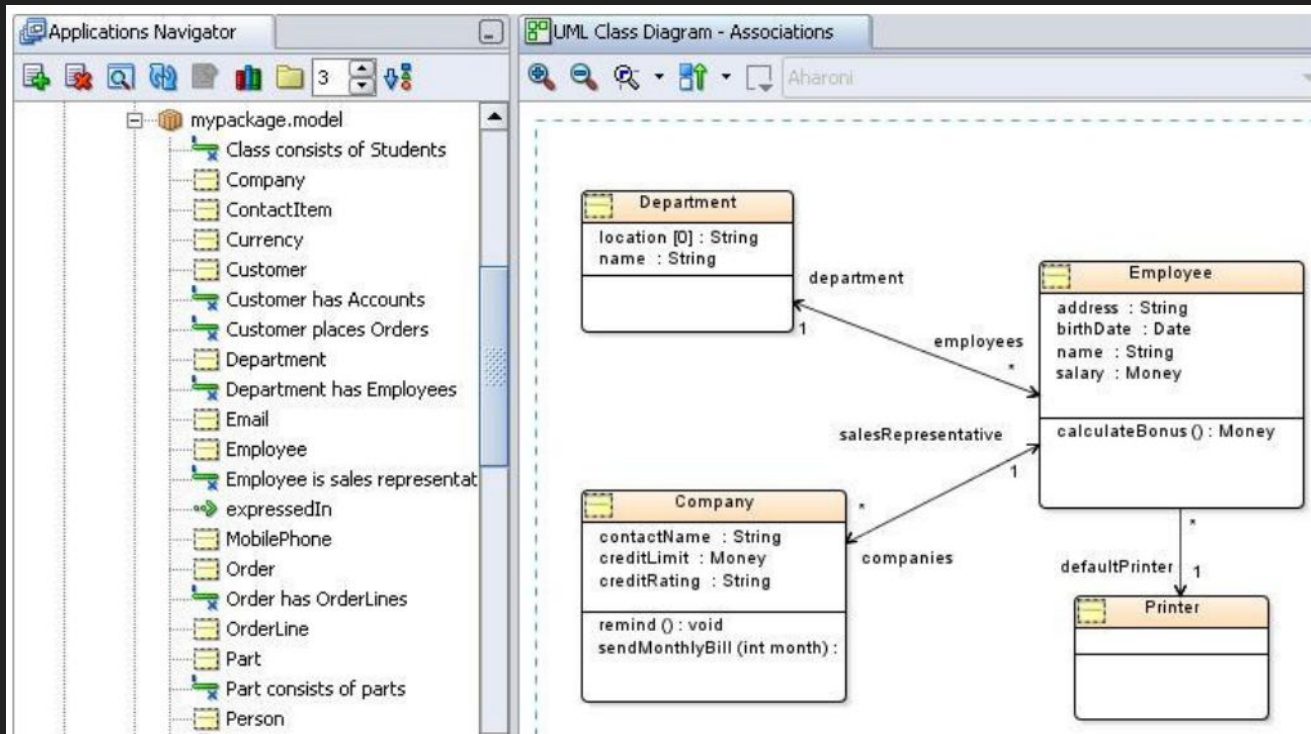 Applications Navigator
3
mypackage.model
Class consists of Students
Company
ContactItem
Currency
Customer
Customer has Accounts
Customer places Orders
Department
Department has Employees
Email
Employee
Employee is sales representat
expressedIn
MobilePhone
Order
Order has OrderLines
OrderLine
Part
Part consists of parts
Person
UML Class Diagram - Associations
Aharoni
Department
location [0] : String
name : String
department
1
employees
*
Employee
address : String
birthDate : Date
name : String
salary : Money
calculateBonus () : Money
salesRepresentative
1
Company
contactName : String
creditLimit : Money
creditRating : String
remind () : void
sendMonthlyBill (int month) :
*
companies
*
defaultPrinter
1
Printer